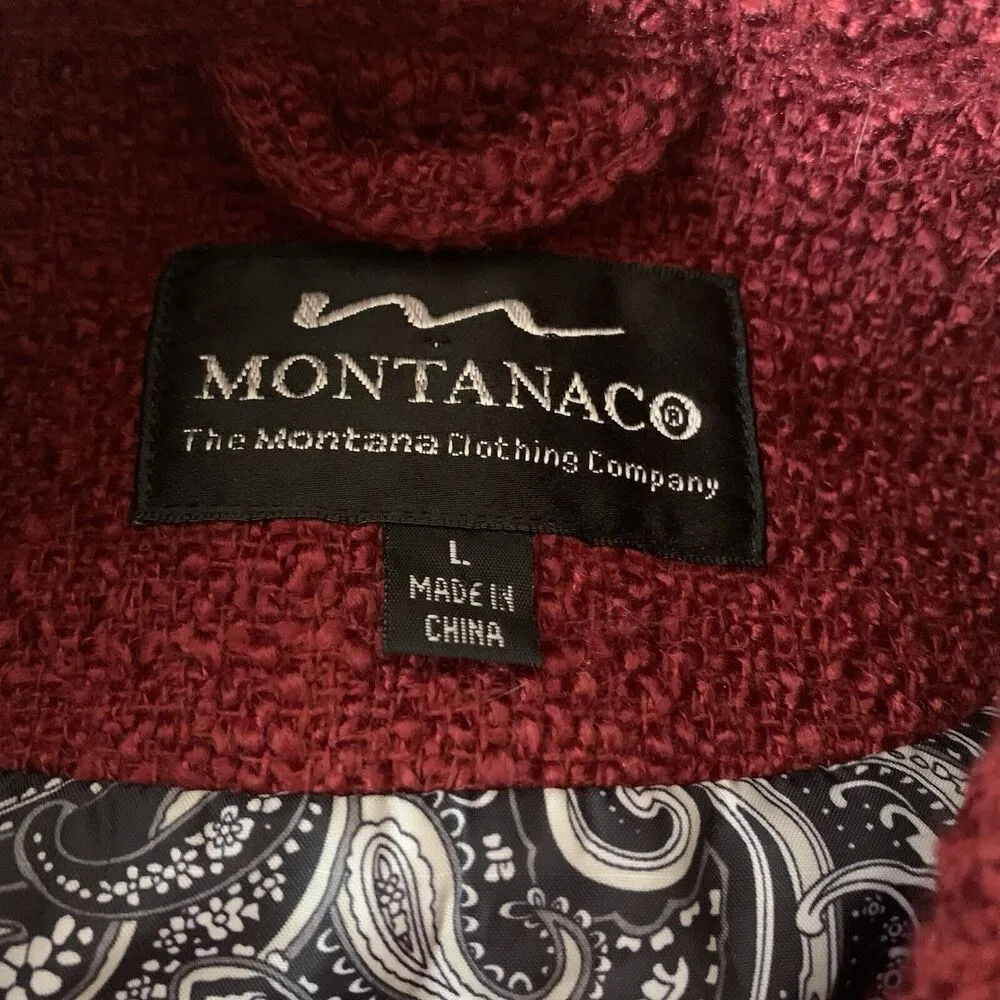 MONTANACO®
The Montana Clothing Company
L
MADE IN
CHINA